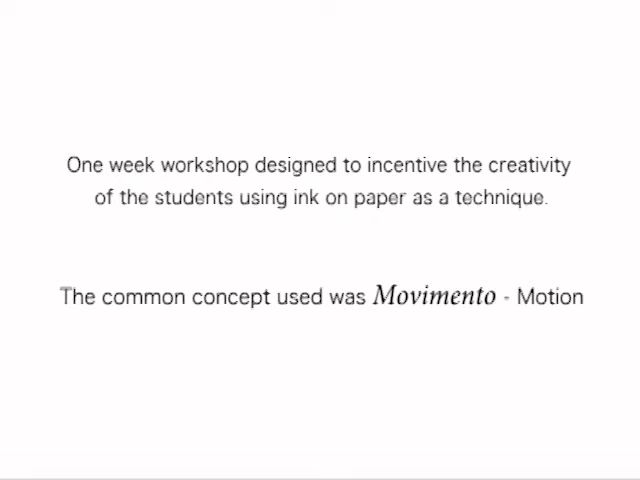 One week workshop designed to incentive the creativity
of the students using ink on paper as a technique.
The common concept used was Movimento - Motion